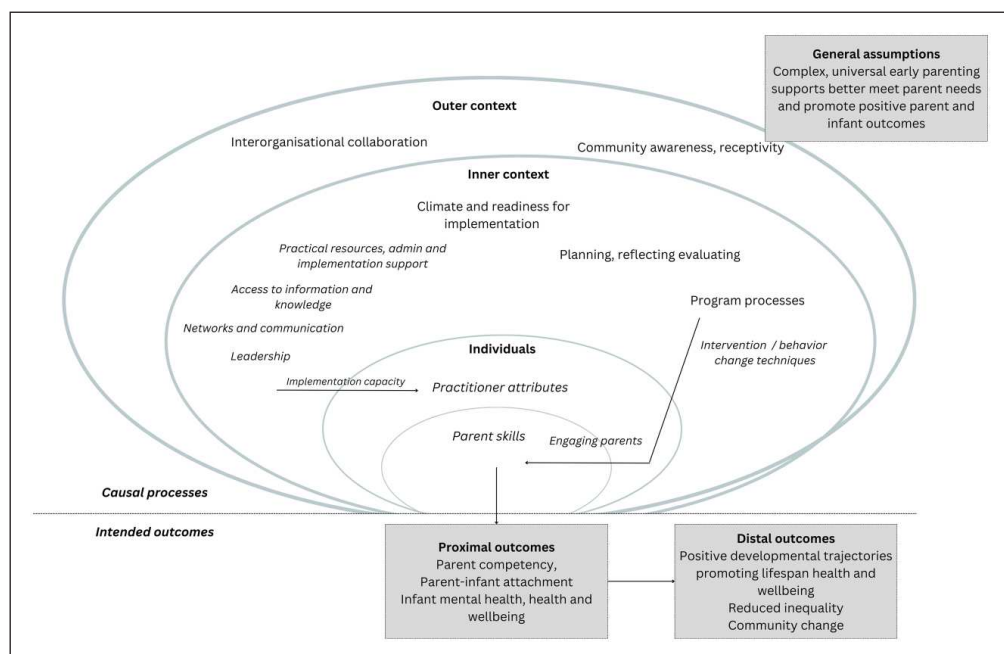 General assumptions
Complex, universal early parenting
supports better meet parent needs
and promote positive parent and
infant outcomes
Outer context
Interorganisational collaboration
Community awareness, receptivity
Inner context
Climate and readiness for
implementation
Practical resources, admin and
implementation support
Planning, reflecting evaluating
Access to information and
knowledge
Program processes
Networks and communication
Intervention / behavior
change techniques
Leadership
Individuals
Implementation capacity
Practitioner attributes
Parent skills
Engaging parents
Causal processes
Intended outcomes
Proximal outcomes
Parent competency,
Parent-infant attachment
Infant mental health, health and
wellbeing
Distal outcomes
Positive developmental trajectories
promoting lifespan health and
wellbeing
Reduced inequality
Community change